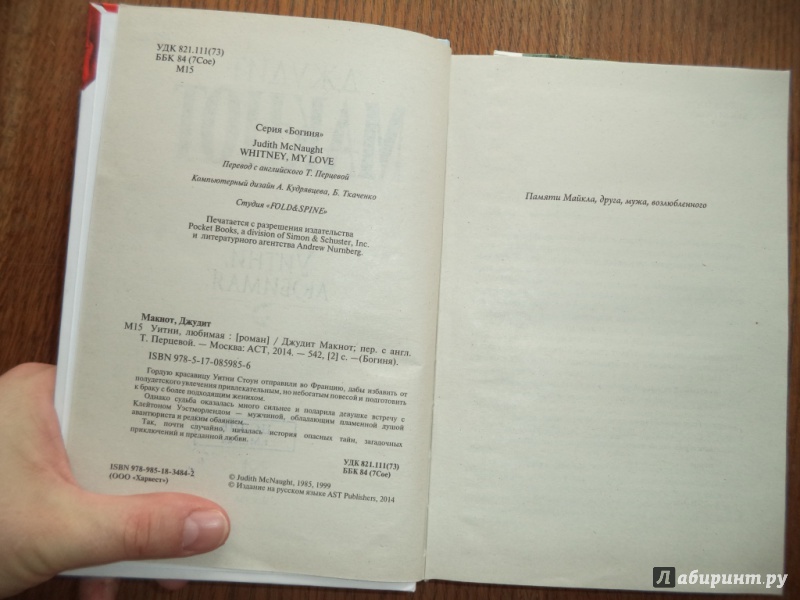 УДК 821.111(73)
ББК 84 (7Сое)
М15
Серия «Богиня»
Judith McNaught
WHITNEY, MY LOVE
Перевод с английского Т. Перцевой
Компьютерный дизайн А. Кудрявцева, Б. Ткаченко
Студия «FOLD&SPINE»
Печатается с разрешения издательства
Pocket Books, a division of Simon & Schuster, Inc.
и литературного агентства Andrew Nurnberg.
Макнот, Джудит
М15 Уитни, любимая : [роман] / Джудит Макнот; пер. с англ.
Т. Перцевой. — Москва: АСТ, 2014. — 542, [2] с. —(Богиня).
ISBN 978-5-17-085985-6
Гордую красавицу Уитни Стоун отправили во Францию, дабы избавить от
полудетского увлечения привлекательным, но небогатым повесой и подготовить
к браку с более подходящим женихом.
Однако судьба оказалась много сильнее и подарила девушке встречу с
Клейтоном Уэстморлендом — мужчиной, обладающим пламенной душой
авантюриста и редким обаянием...
Так, почти случайно, началась история опасных тайн, загадочных
приключений и преданной любви.
УДК 821.111(73)
ББК 84 (7Сое)
ISBN 978-985-18-3484-2
(ООО «Харвест»)
© Judith McNaught, 1985, 1999
© Издание на русском языке AST Publishers, 2014
Памяти Майкла, друга, мужа, возлюбленного
Лабиринт.ру